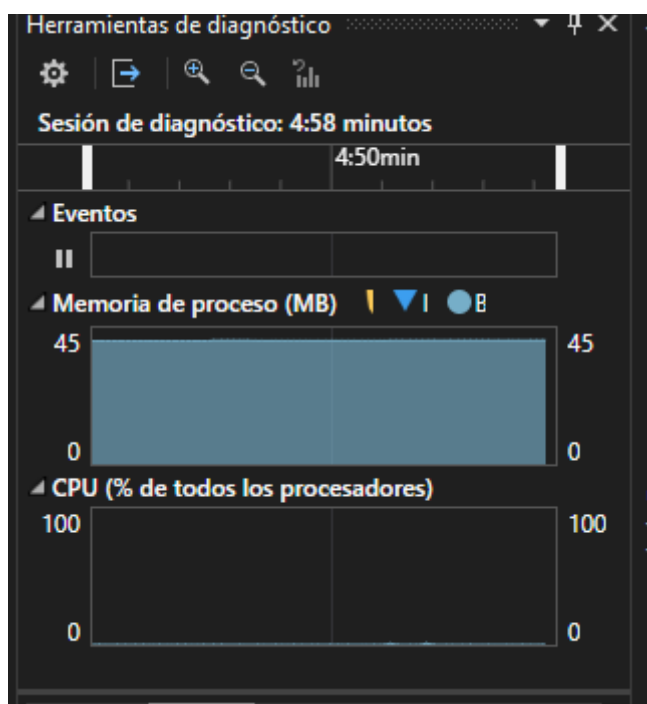 Herramientas de diagnóstico
Sesión de diagnóstico: 4:58 minutos
4:50min
Eventos
Memoria de proceso (MB)
45 45
0 0
CPU (% de todos los procesadores)
100 100
0 0